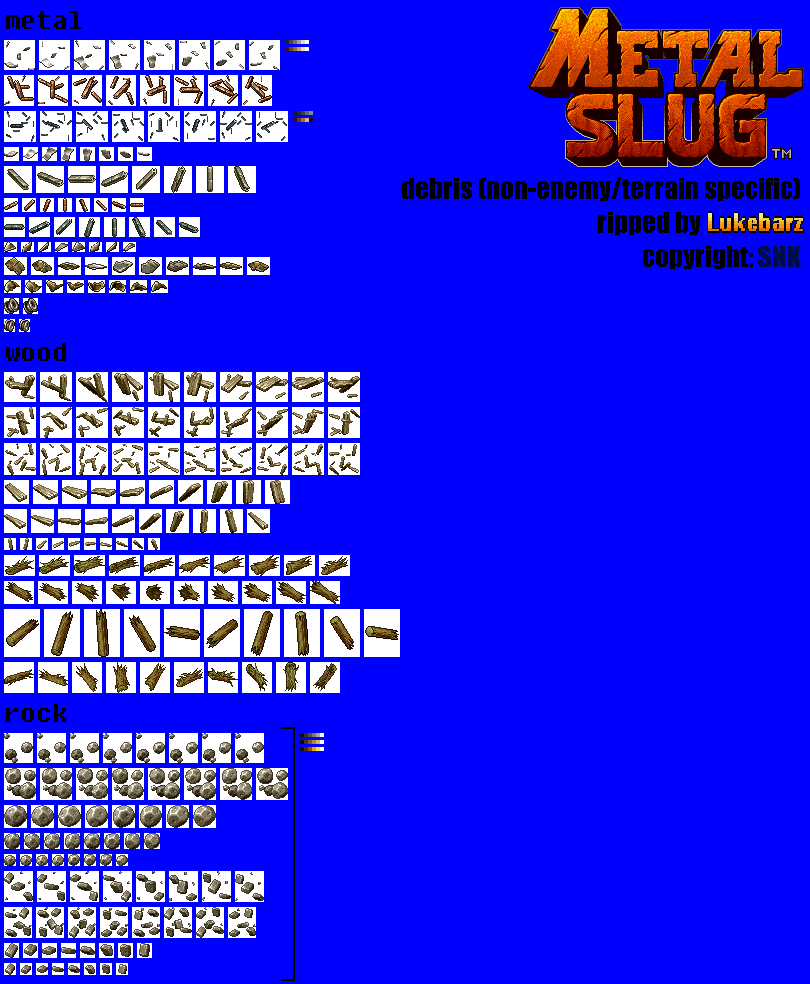 metal
METAL
SLUG
TM
debris (non-enemy/terrain specific)
ripped by Lukebarz
copyright: SNK
wood
rock